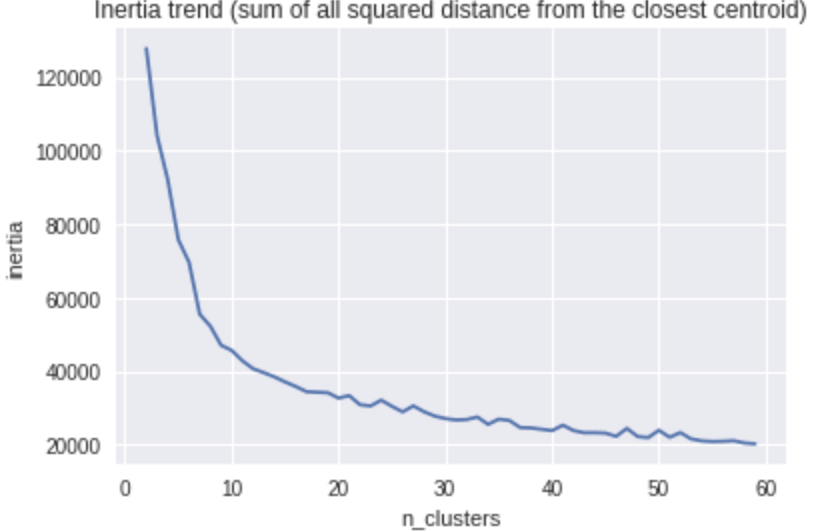 Inertia trend (sum of all squared distance from the closest centroid)
120000
100000
80000
60000
40000
20000
inertia
0 10 20 30 40 50 60
n_clusters